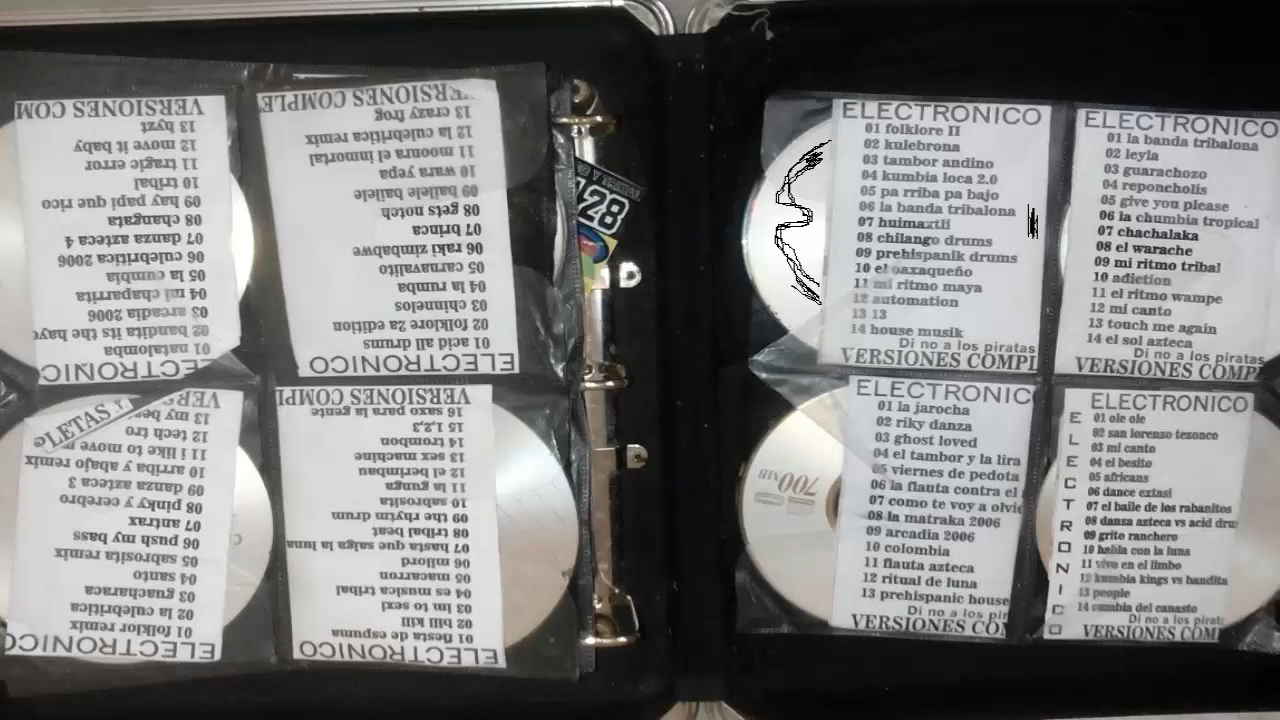 VERSIONES COM
13 hyzt
12 move it baby
11 tragic error
10 tribal
09 hay papi que rico
08 changata
07 danza azteca 4
06 culebritica 2006
05 la cumbia
04 mi chaparrita
03 arcadia 2006
02 bandita its the
01 natalomba
ELECTRONICO
VERSIONES COMPLE
13 crazy frog
12 la culebritica remix
11 moonra el inmortal
10 wara yepa
09 bailele bailele
08 gets notch
07 brinca
06 raki zimbabwe
05 carnavalito
04 la rumba
03 chinelos
02 folklore 2a edition
01 acid all drums
ELECTRONICO
VERS
LETAS
13 my
12 tech tro
11 i like to move
10 arriba y abajo remix
09 danza azteca 3
08 pinky y cerebro
07 antrax
06 push my bass
05 sabrosita remix
04 santo
03 guacharaca
02 la culebritica
01 folklor remix
ELECTRONICO
VERSIONES COMPL
16 saxo para la gente
15 1,2,3
14 trombon
13 sex machine
12 el berimbau
11 la gunga
10 sabrosita
09 the rhytm drum
08 tribal beat
07 hasta que salga la luna
06 milord
05 macarron
04 es musica tribal
03 im to sexi
02 bill kill
01 fiesta de espuma
ELECTRONICO
128
ELECTRONICO
01 folklore II
02 kulebrona
03 tambor andino
04 kumbia loca 2.0
05 pa rriba pa bajo
06 la banda tribalona
07 huimaztli
08 chilango drums
09 prehispanik drums
10 el oaxaqueño
11 mi ritmo maya
12 automation
13 13
14 house musik
Di no a los piratas
VERSIONES COMPL
ELECTRONICO
01 la banda tribalona
02 leyla
03 guarachozo
04 reponcholis
05 give you please
06 la chumbia tropical
07 chachalaka
08 el warache
09 mi ritmo tribal
10 adiction
11 el ritmo wampe
12 mi canto
13 touch me again
14 el sol azteca
Di no a los piratas
VERSIONES COMP
700MB
ELECTRONIC
01 la jarocha
02 riky danza
03 ghost loved
04 el tambor y la lira
05 viernes de pedota
06 la flauta contra el
07 como te voy a olvi
08 la matraka 2006
09 arcadia 2006
10 colombia
11 flauta azteca
12 ritual de luna
13 prehispanic house
Di no a los pir
VERSIONES CO
ELECTRONICO
ELECTRONICO
01 ole ole
02 san lorenzo tesonco
03 mi canto
04 el besito
05 africans
06 dance extasi
07 el baile de los rabanitos
08 danza azteca vs acid dru
09 grito ranchero
10 habla con la luna
11 vivo en el limbo
12 kumbia kings vs bandita
13 people
14 cumbia del canasto
Di no a los pirat
VERSIONES COM